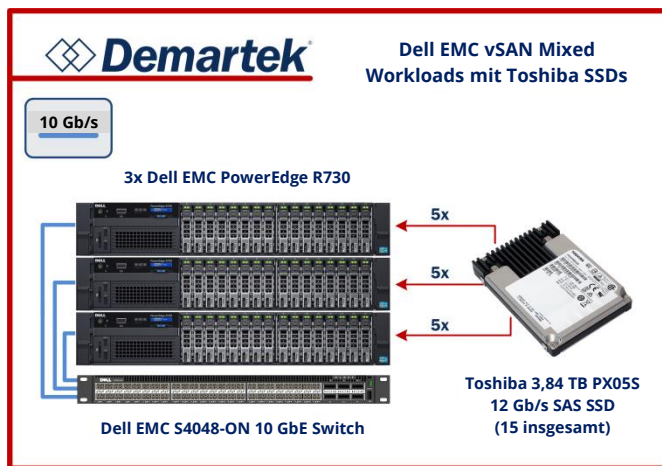 Demartek
Dell EMC vSAN Mixed
Workloads mit Toshiba SSDs
10 Gb/s
3x Dell EMC PowerEdge R730
5x
5x
5x
Toshiba 3,84 TB PX05S
12 Gb/s SAS SSD
(15 insgesamt)
Dell EMC S4048-ON 10 GbE Switch